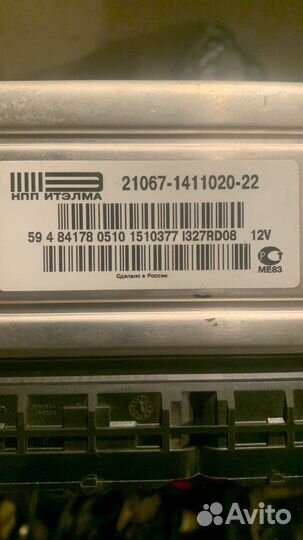 21067-1411020-22
НПП ИТЭЛМА
59 4 84178 0510 1510377 I327RD08 12V
Сделано в России
МЕ83
Avito